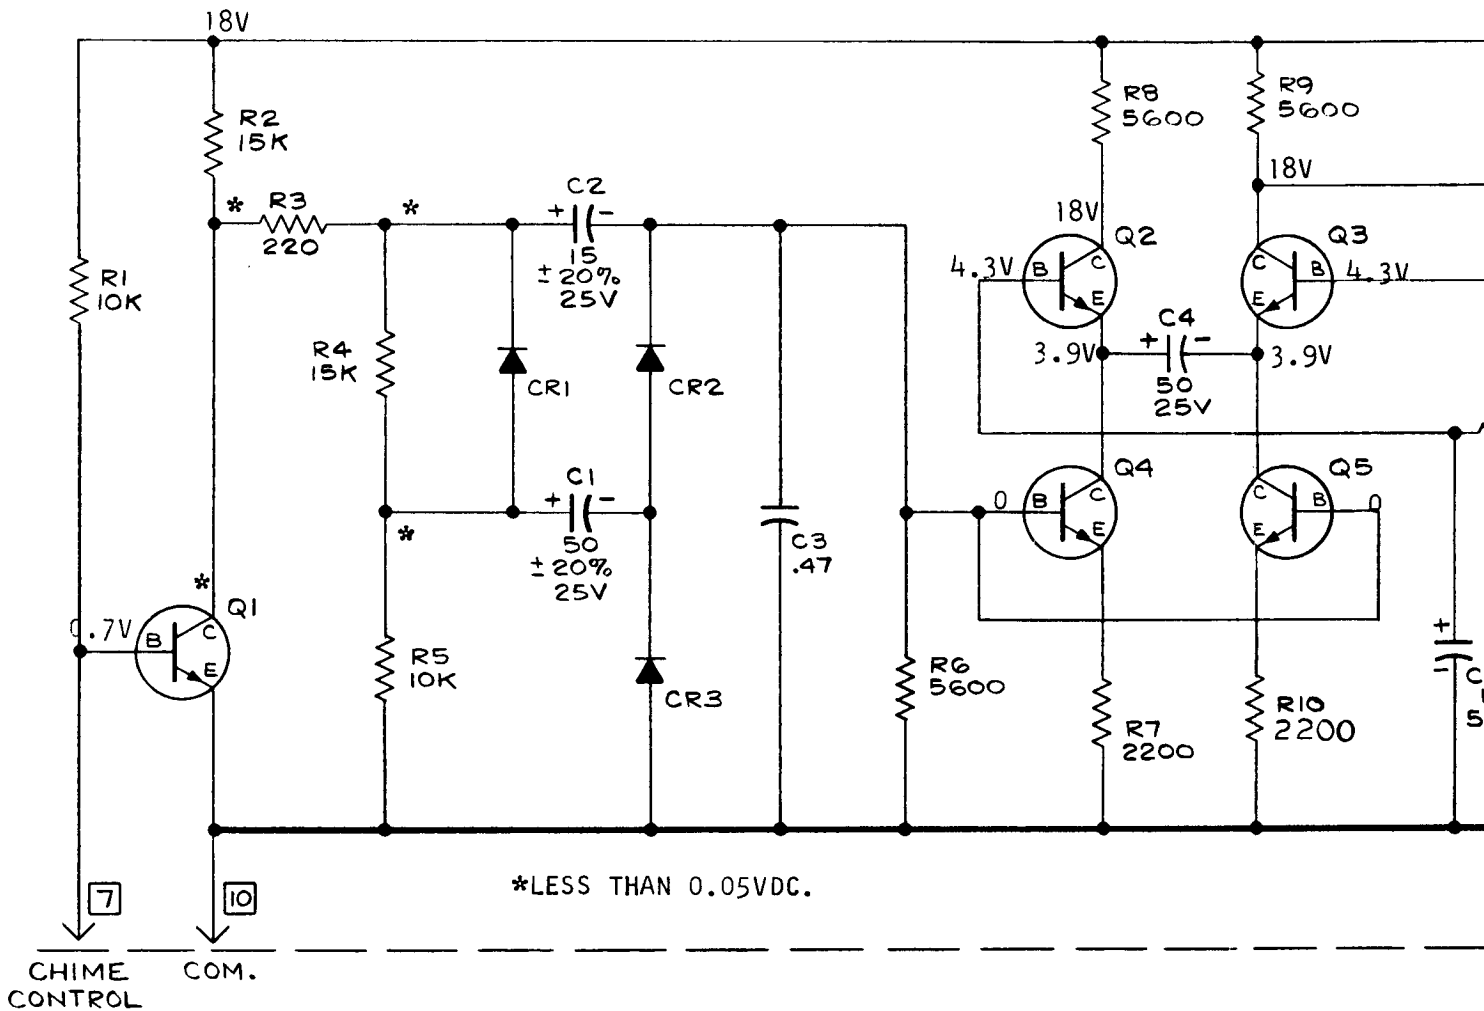 18V
R2
15K
R8
5600
R9
5600
18V
*
R3
220
*
C2
+ -
15
±20%
25V
18V
Q2
Q3
4.3V
B
C
E
C
B
E
4.3V
R1
10K
C4
+ -
50
25V
3.9V
3.9V
R4
15K
CR1
CR2
Q4
Q5
C1
+ -
50
±20%
25V
*
0
B
C
E
C
B
E
0
C3
.47
*
Q1
0.7V
B
C
E
R5
10K
CR3
R6
5600
R7
2200
R10
2200
+
-
C
5
7
10
*LESS THAN 0.05VDC.
CHIME
CONTROL
COM.